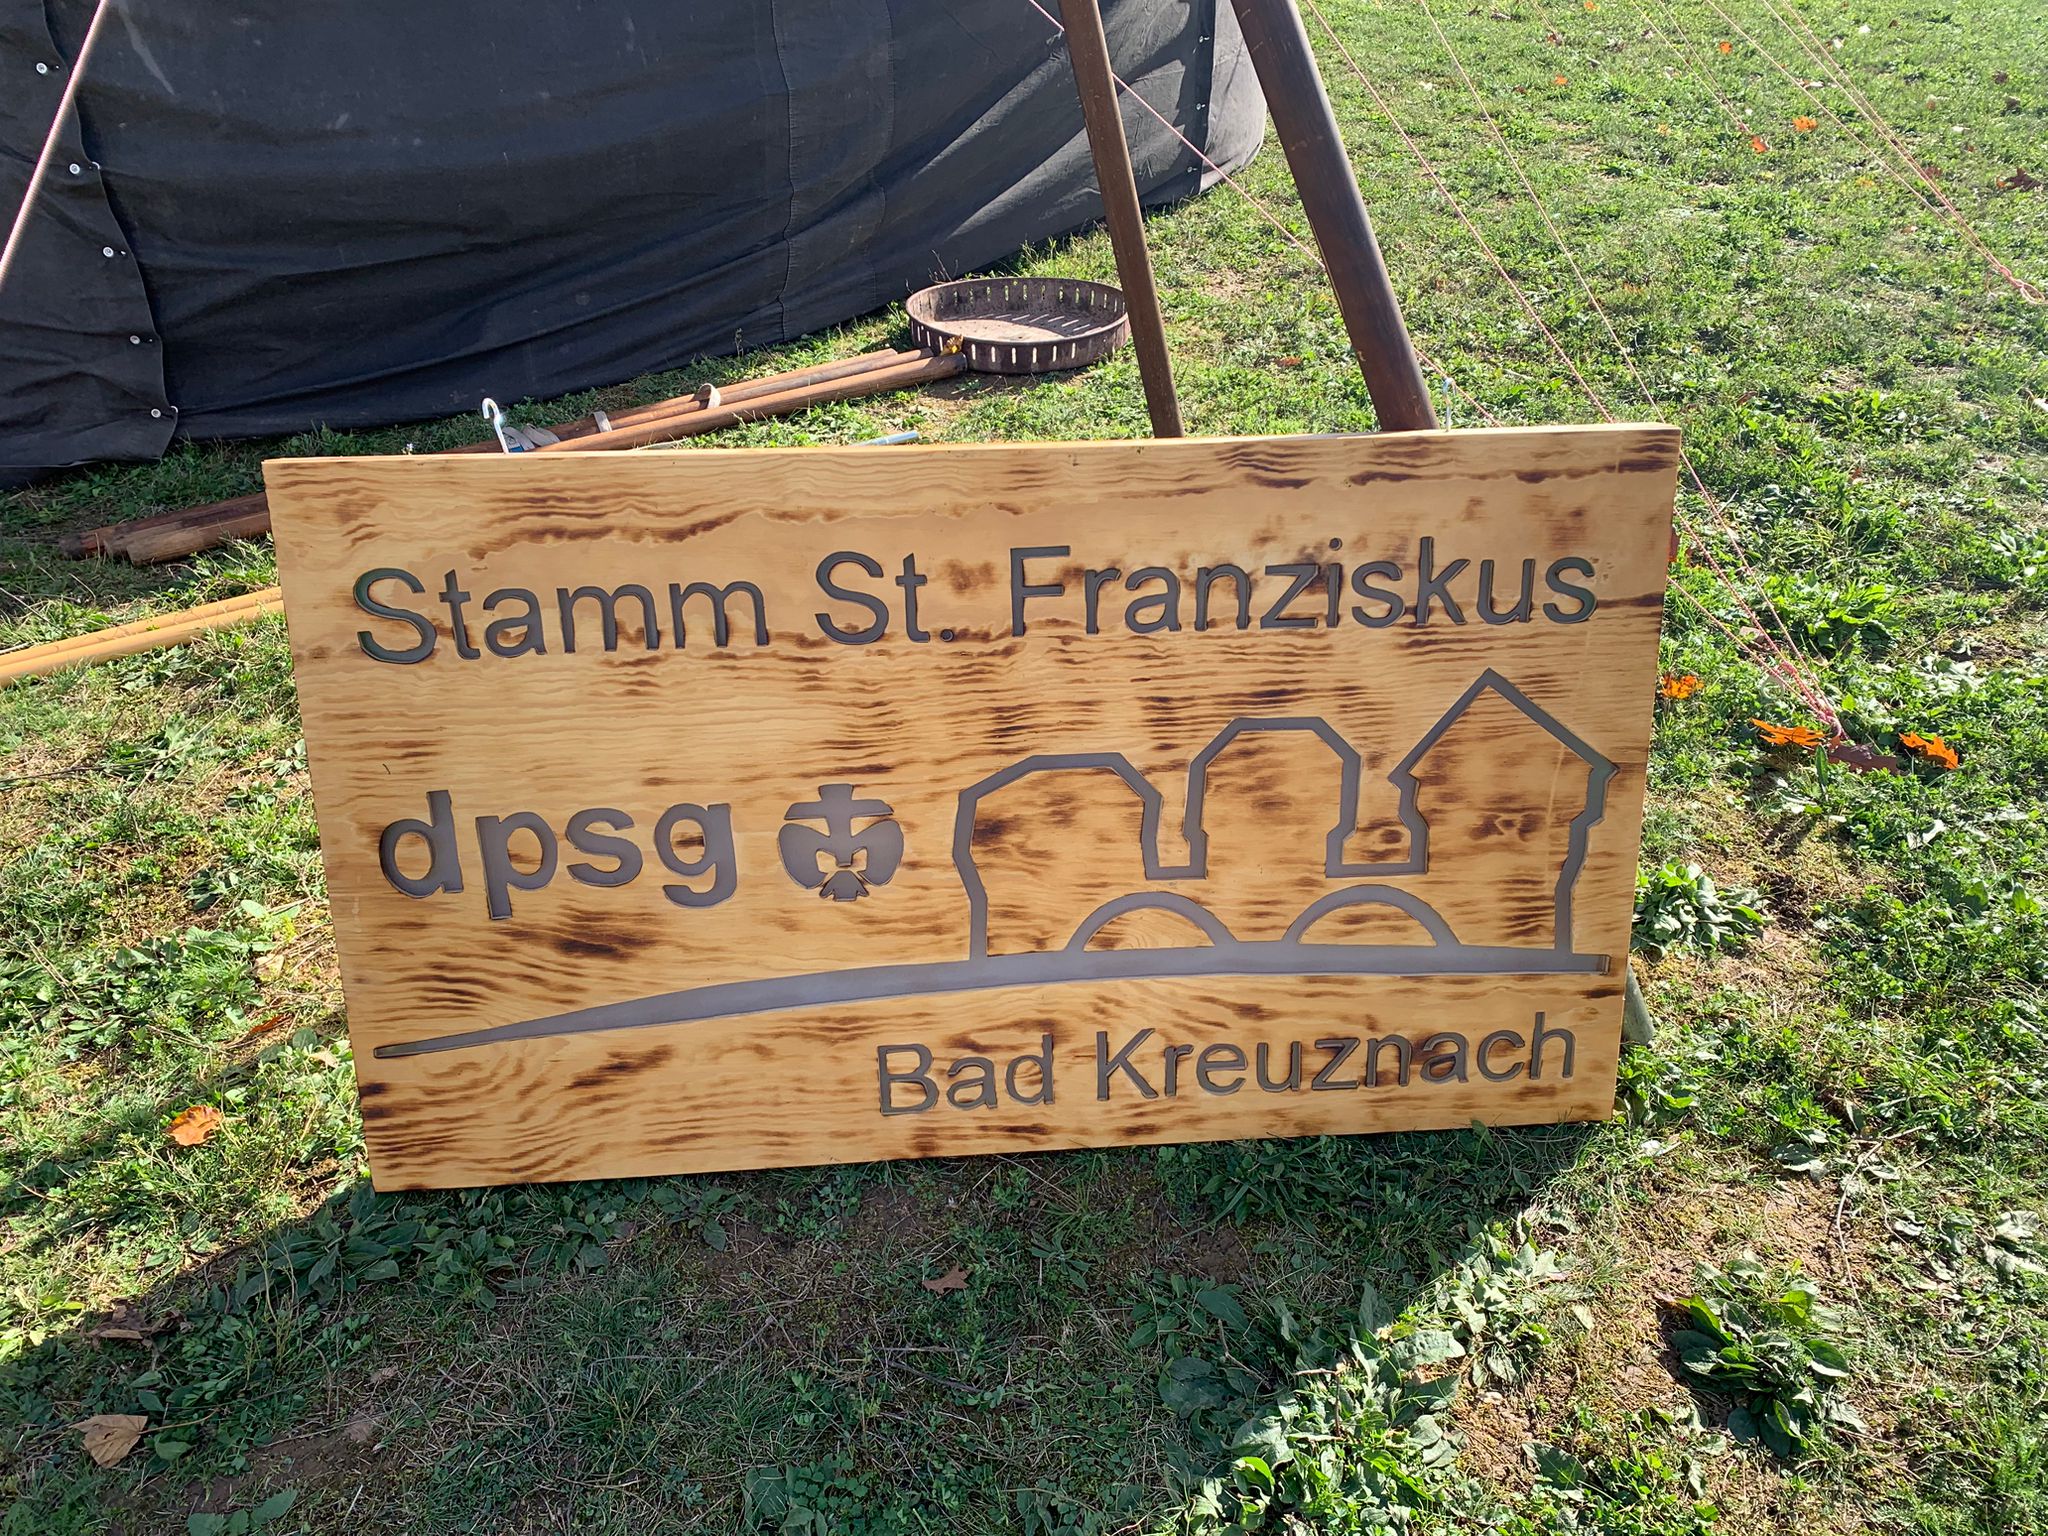 Stamm St. Franziskus
dpsg
Bad Kreuznach